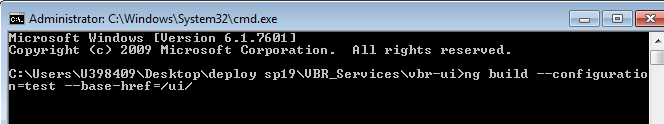 Administrator: C:\Windows\System32\cmd.exe
Microsoft Windows [Version 6.1.7601]
Copyright (c) 2009 Microsoft Corporation.  All rights reserved.
C:\Users\U398409\Desktop\deploy sp19\VBR_Services\vbr-ui>ng build --configuratio
n=test --base-href=/ui/